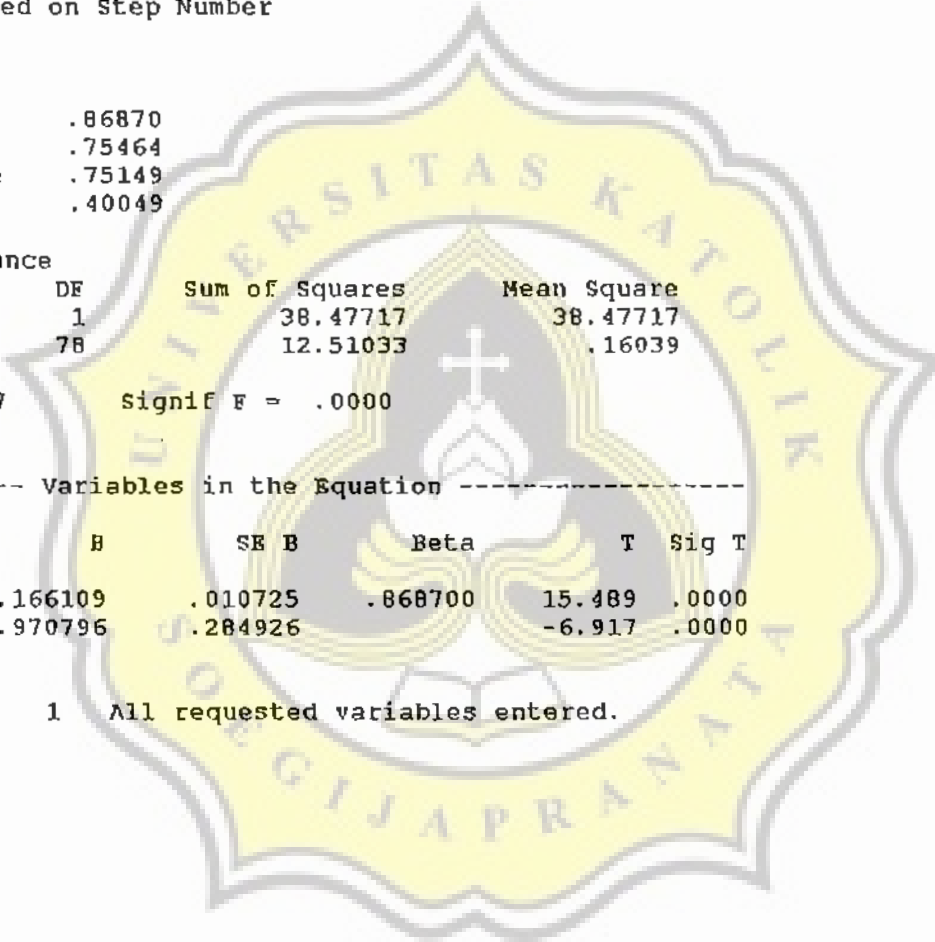 ed on Step Number
.86870
.75464
e .75149
.40049
ance
DF Sum of Squares Mean Square
1 38.47717 38.47717
78 12.51033 .16039
Signif F = .0000
-- Variables in the Equation ------------------
B SE B Beta T Sig T
.166109 .010725 .868700 15.489 .0000
.970796 .284926 -6.917 .0000
1 All requested variables entered.
UNIVERSITAS KATOLIK
SOEGIJAPRANATA